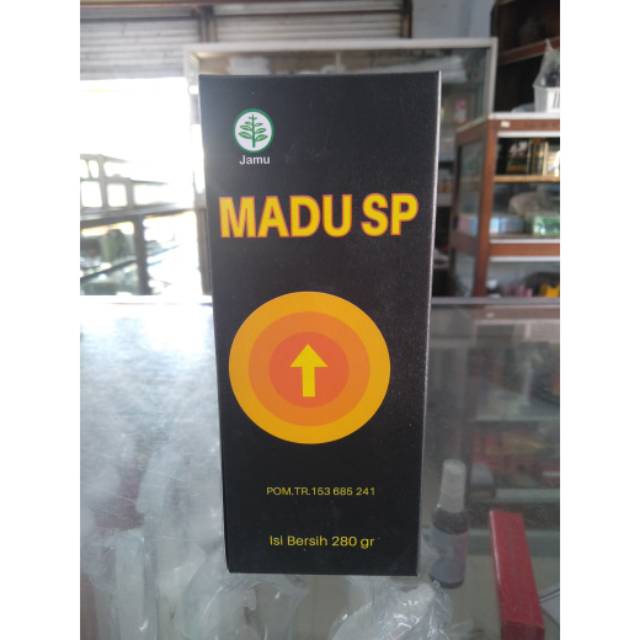 Jamu
MADU SP
POM.TR.153 685 241
Isi Bersih 280 gr